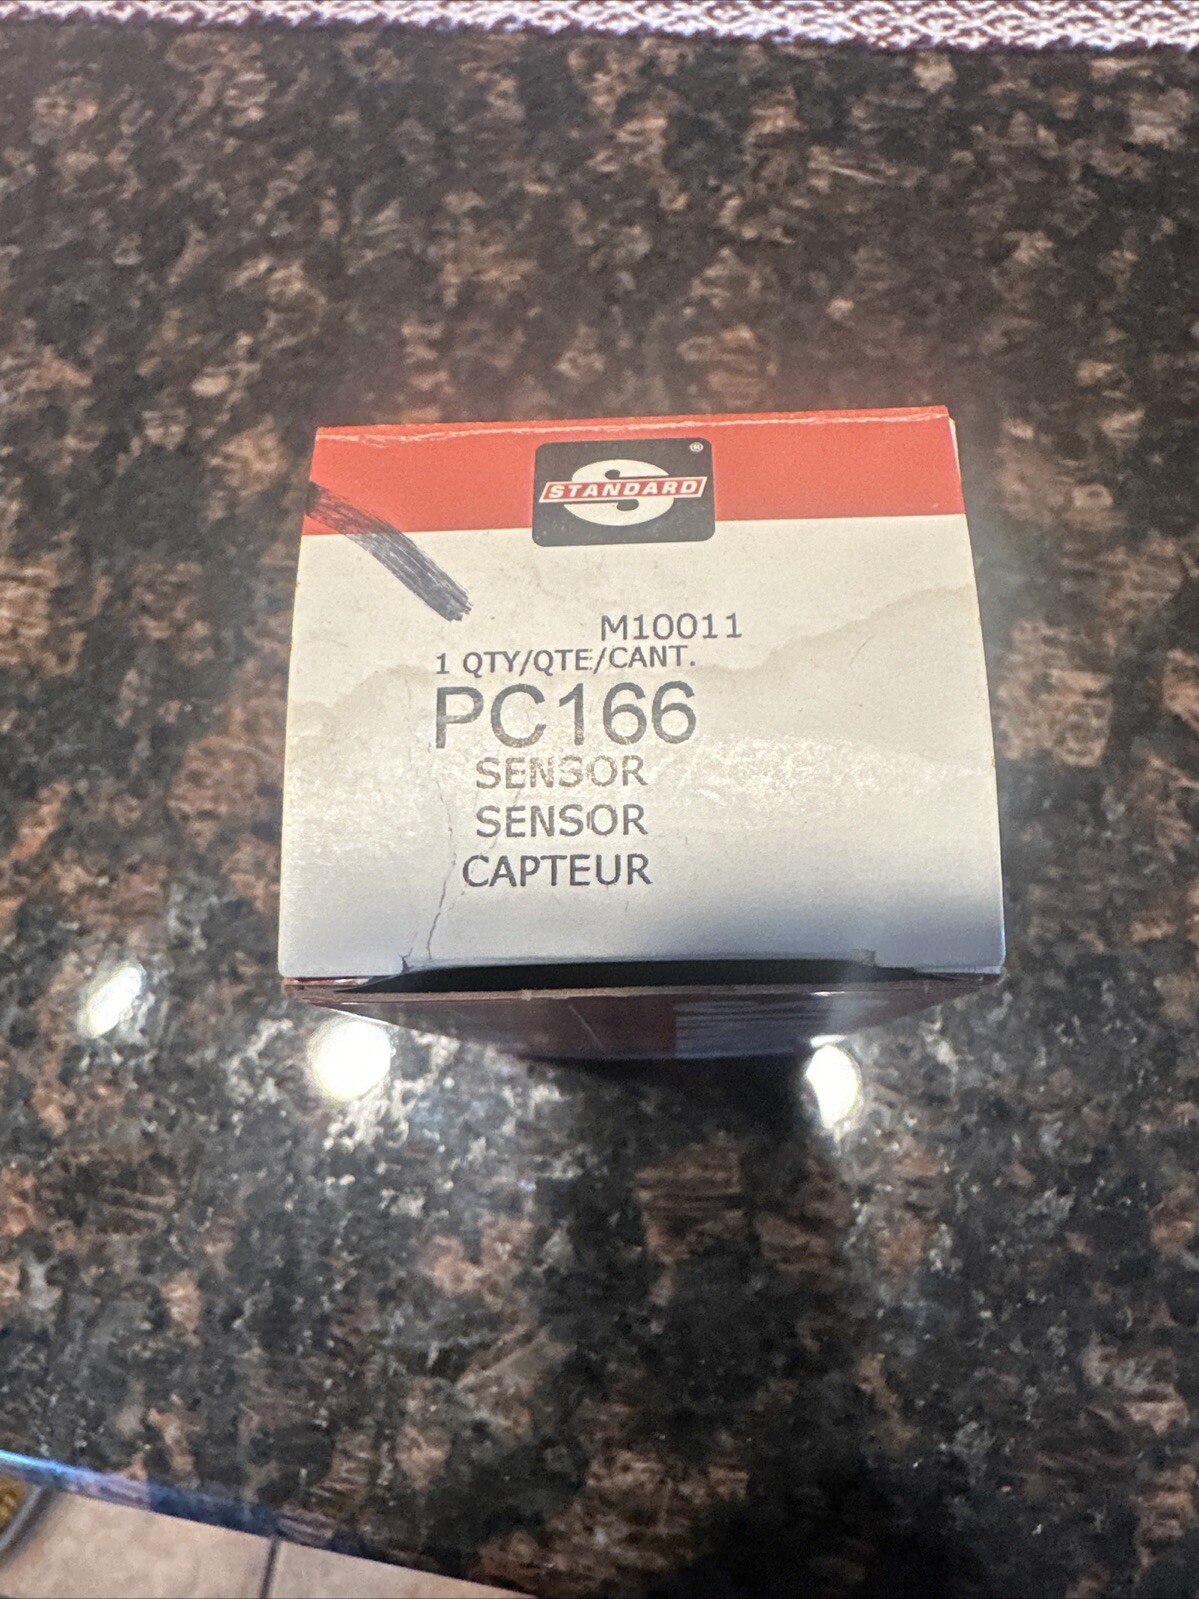 STANDARD
®
M10011
1 QTY/QTE/CANT.
PC166
SENSOR
SENSOR
CAPTEUR